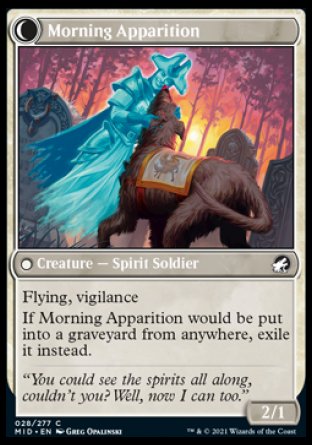 Morning Apparition
Creature — Spirit Soldier
Flying, vigilance
If Morning Apparition would be put
into a graveyard from anywhere, exile
it instead.
“You could see the spirits all along,
couldn’t you? Well, now I can too.”
2/1
028/277 C
MID • EN Greg Opalinski
™ & © 2021 Wizards of the Coast